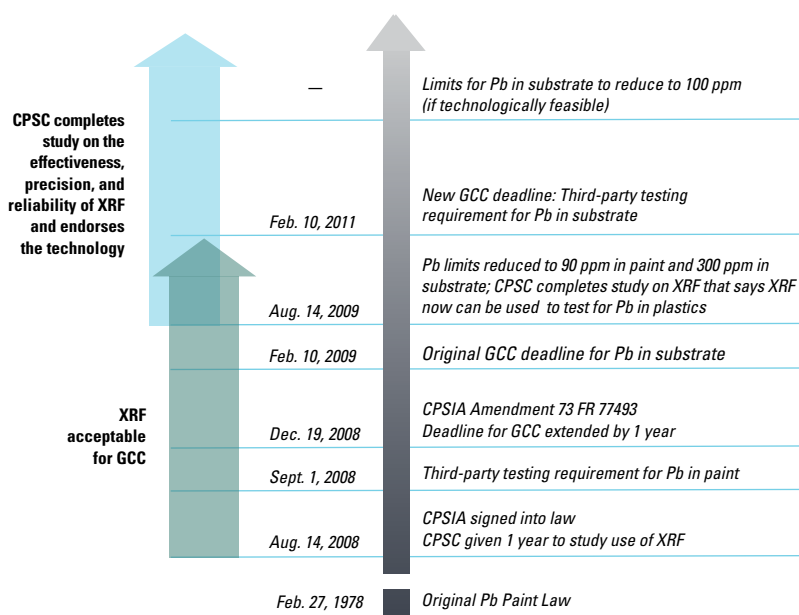 —
Limits for Pb in substrate to reduce to 100 ppm
(if technologically feasible)
CPSC completes
study on the
effectiveness,
precision, and
reliability of XRF
and endorses
the technology
Feb. 10, 2011
New GCC deadline: Third-party testing
requirement for Pb in substrate
Aug. 14, 2009
Pb limits reduced to 90 ppm in paint and 300 ppm in
substrate; CPSC completes study on XRF that says XRF
now can be used to test for Pb in plastics
Feb. 10, 2009
Original GCC deadline for Pb in substrate
XRF
acceptable
for GCC
Dec. 19, 2008
CPSIA Amendment 73 FR 77493
Deadline for GCC extended by 1 year
Sept. 1, 2008
Third-party testing requirement for Pb in paint
Aug. 14, 2008
CPSIA signed into law
CPSC given 1 year to study use of XRF
Feb. 27, 1978
Original Pb Paint Law